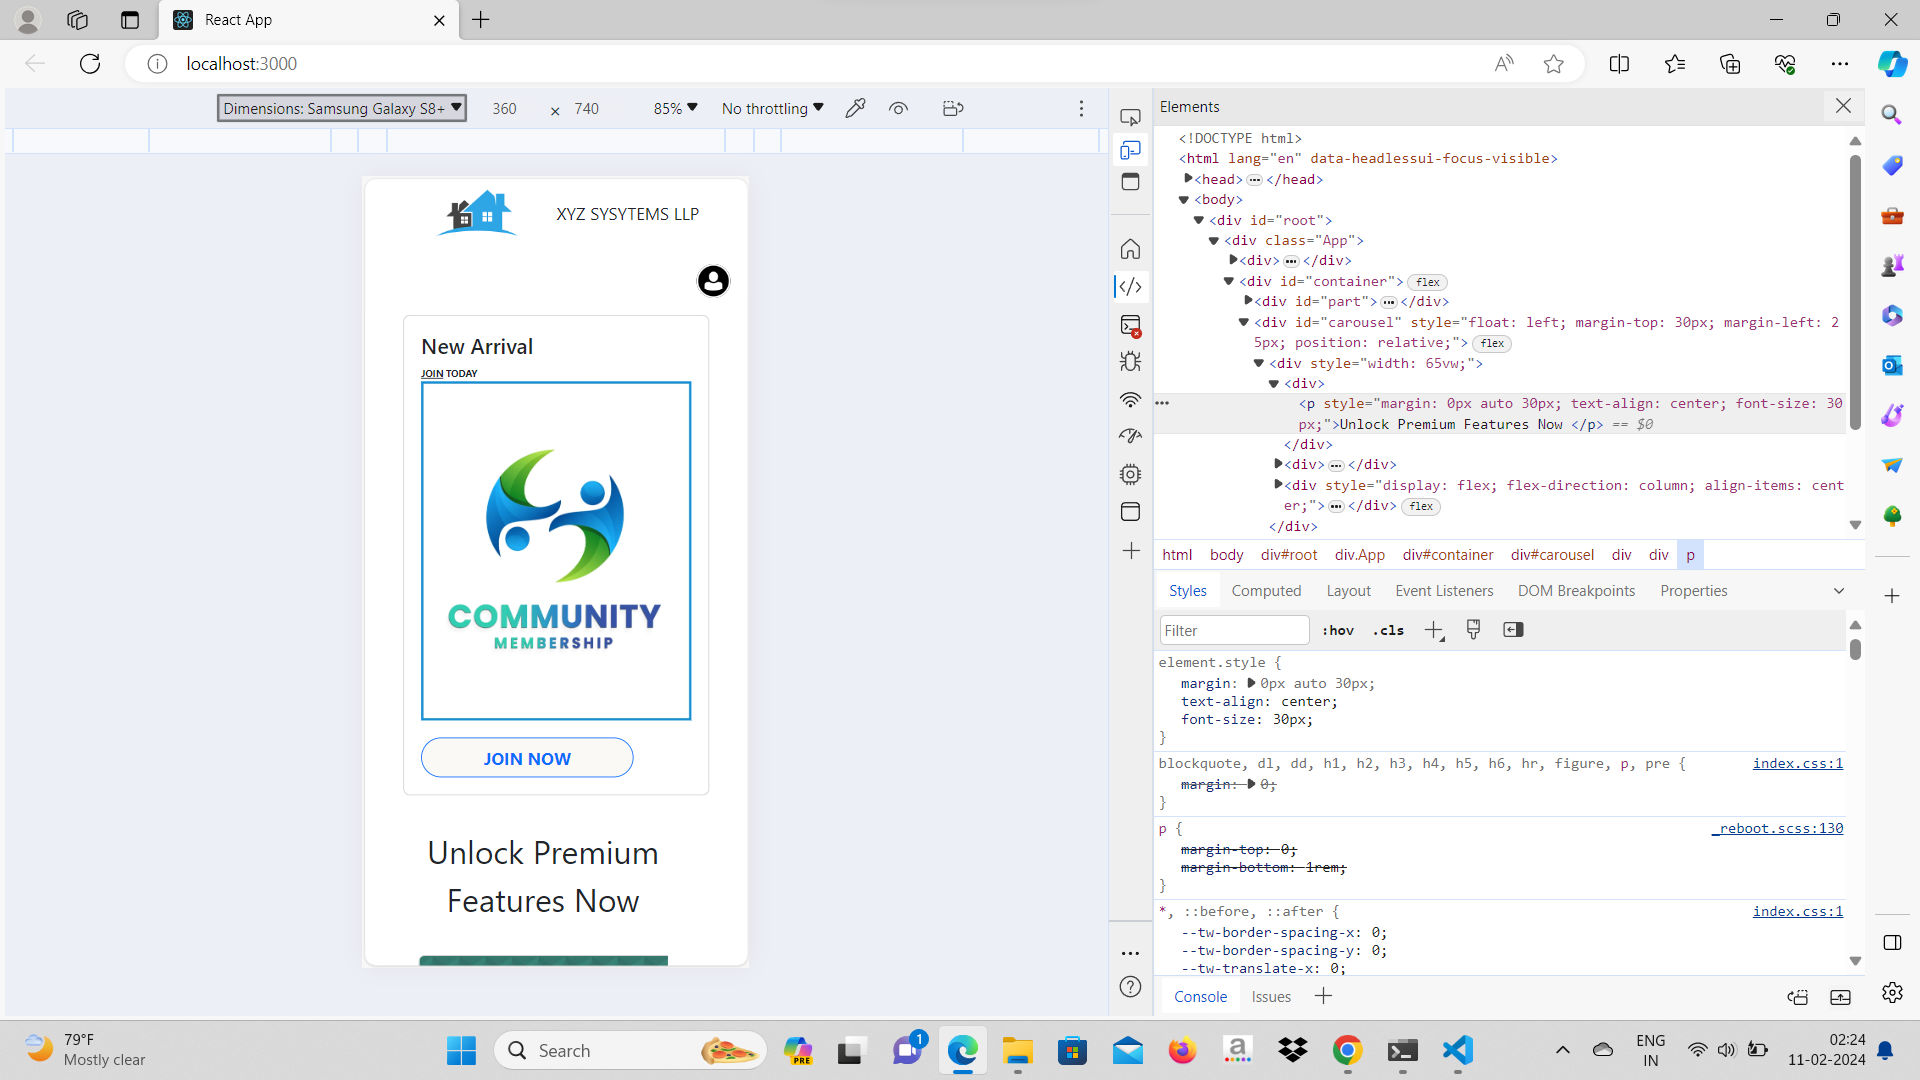 React App
localhost:3000
Dimensions: Samsung Galaxy S8+ 360 × 740 85% No throttling
XYZ SYSYTEMS LLP
New Arrival
JOIN TODAY
COMMUNITY
MEMBERSHIP
JOIN NOW
Unlock Premium
Features Now
Elements
<!DOCTYPE html>
<html lang="en" data-headlessui-focus-visible>
<head> ⋯ </head>
<body>
<div id="root">
<div class="App">
<div> ⋯ </div>
<div id="container"> flex
<div id="part"> ⋯ </div>
<div id="carousel" style="float: left; margin-top: 30px; margin-left: 2
5px; position: relative;"> flex
<div style="width: 65vw;">
<div>
<p style="margin: 0px auto 30px; text-align: center; font-size: 30
px;">Unlock Premium Features Now </p> == $0
</div>
<div> ⋯ </div>
<div style="display: flex; flex-direction: column; align-items: cent
er;"> ⋯ </div> flex
</div>
html body div#root div.App div#container div#carousel div div p
Styles Computed Layout Event Listeners DOM Breakpoints Properties
Filter :hov .cls
element.style {
margin: 0px auto 30px;
text-align: center;
font-size: 30px;
}
blockquote, dl, dd, h1, h2, h3, h4, h5, h6, hr, figure, p, pre { index.css:1
margin: 0;
}
p { _reboot.scss:130
margin-top: 0;
margin-bottom: 1rem;
}
*, ::before, ::after { index.css:1
--tw-border-spacing-x: 0;
--tw-border-spacing-y: 0;
--tw-translate-x: 0;
Console Issues
79°F
Mostly clear
Search
PRE
1
a
ENG
IN
02:24
11-02-2024